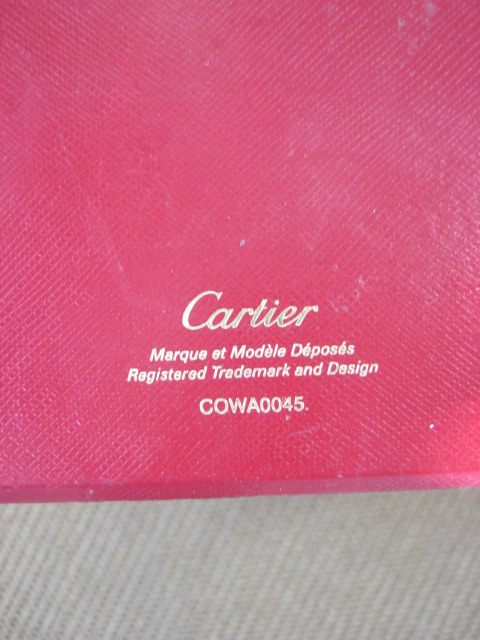 Cartier
Marque et Modèle Déposés
Registered Trademark and Design
COWA0045.